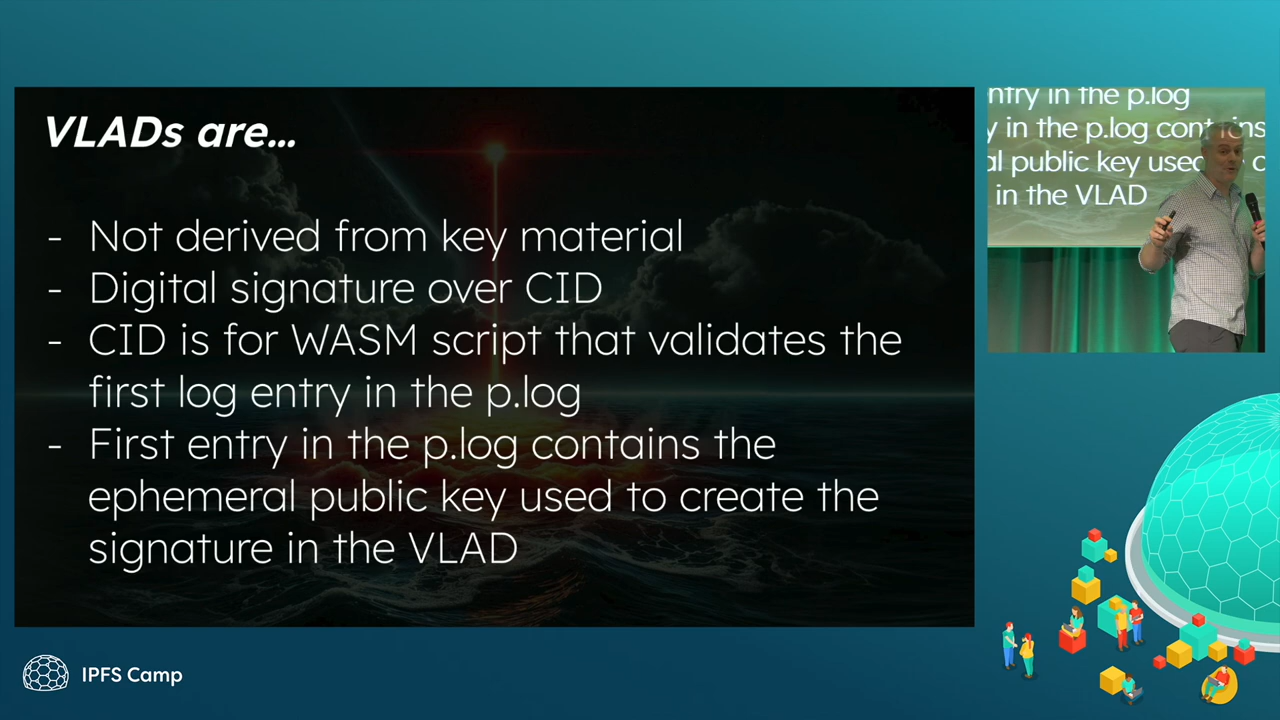 VLADs are...
- Not derived from key material
- Digital signature over CID
- CID is for WASM script that validates the
first log entry in the p.log
- First entry in the p.log contains the
ephemeral public key used to create the
signature in the VLAD
ntry in the p.log
y in the p.log contains
al public key used
in the VLAD
IPFS Camp